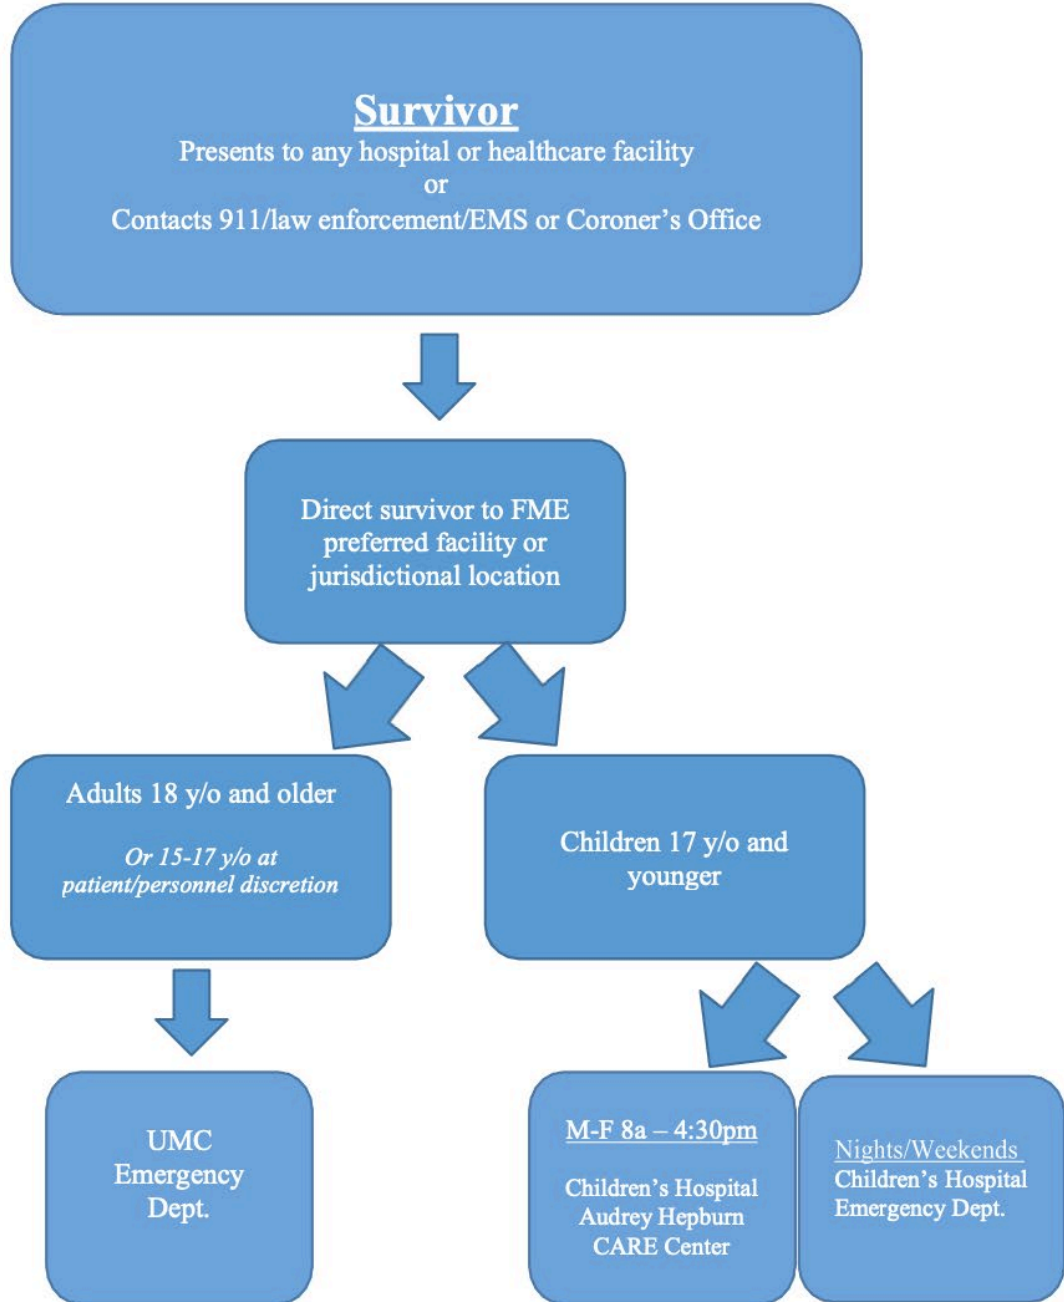 Survivor
Presents to any hospital or healthcare facility
or
Contacts 911/law enforcement/EMS or Coroner’s Office
Direct survivor to FME
preferred facility or
jurisdictional location
Adults 18 y/o and older
Or 15-17 y/o at
patient/personnel discretion
Children 17 y/o and
younger
UMC
Emergency
Dept.
M-F 8a – 4:30pm
Children’s Hospital
Audrey Hepburn
CARE Center
Nights/Weekends
Children’s Hospital
Emergency Dept.